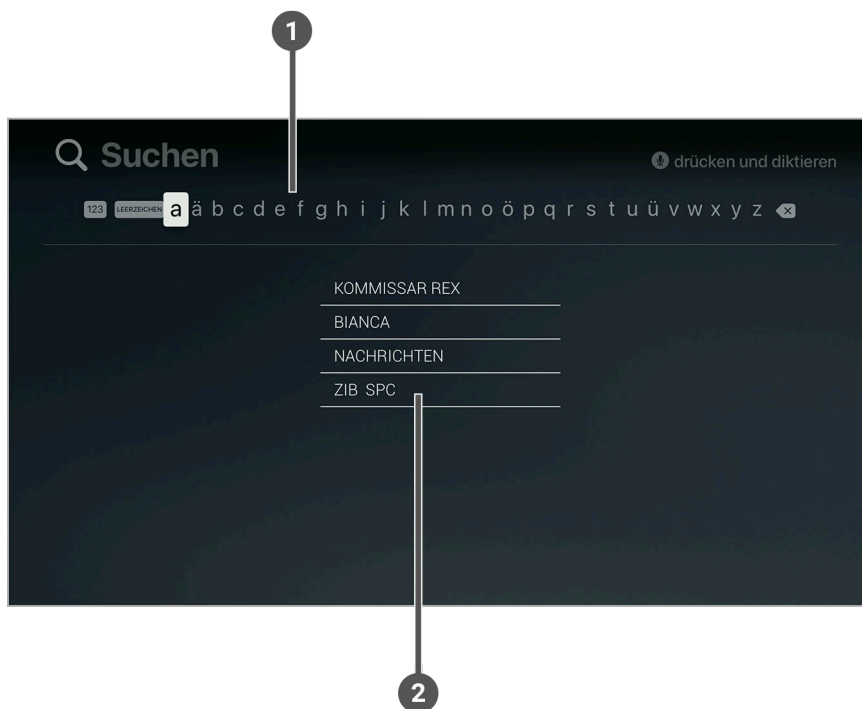 1
Suchen
drücken und diktieren
123 LEERZEICHEN a ä b c d e f g h i j k l m n o ö p q r s t u ü v w x y z
KOMMISSAR REX
BIANCA
NACHRICHTEN
ZIB SPC
2